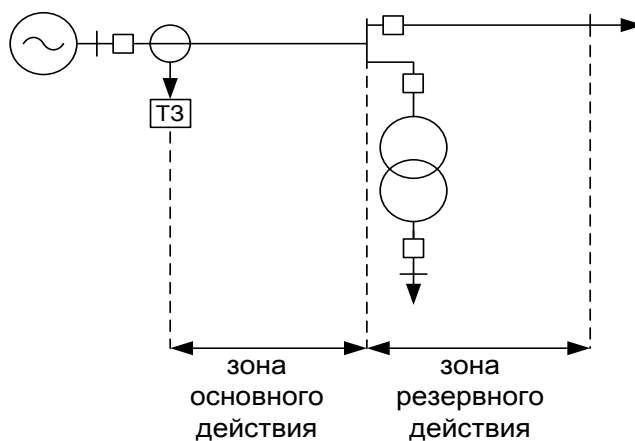 ТЗ
зона
основного
действия
зона
резервного
действия